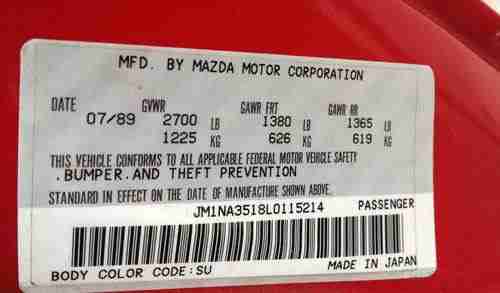 MFD. BY MAZDA MOTOR CORPORATION
DATE GVWR GAWR FRT GAWR RR
07/89 2700 LB 1380 LB 1365 LB
1225 KG 626 KG 619 KG
THIS VEHICLE CONFORMS TO ALL APPLICABLE FEDERAL MOTOR VEHICLE SAFETY
.BUMPER.AND THEFT PREVENTION
STANDARD IN EFFECT ON THE DATE OF MANUFACTURE SHOWN ABOVE.
JM1NA3518L0115214 PASSENGER
BODY COLOR CODE:SU MADE IN JAPAN